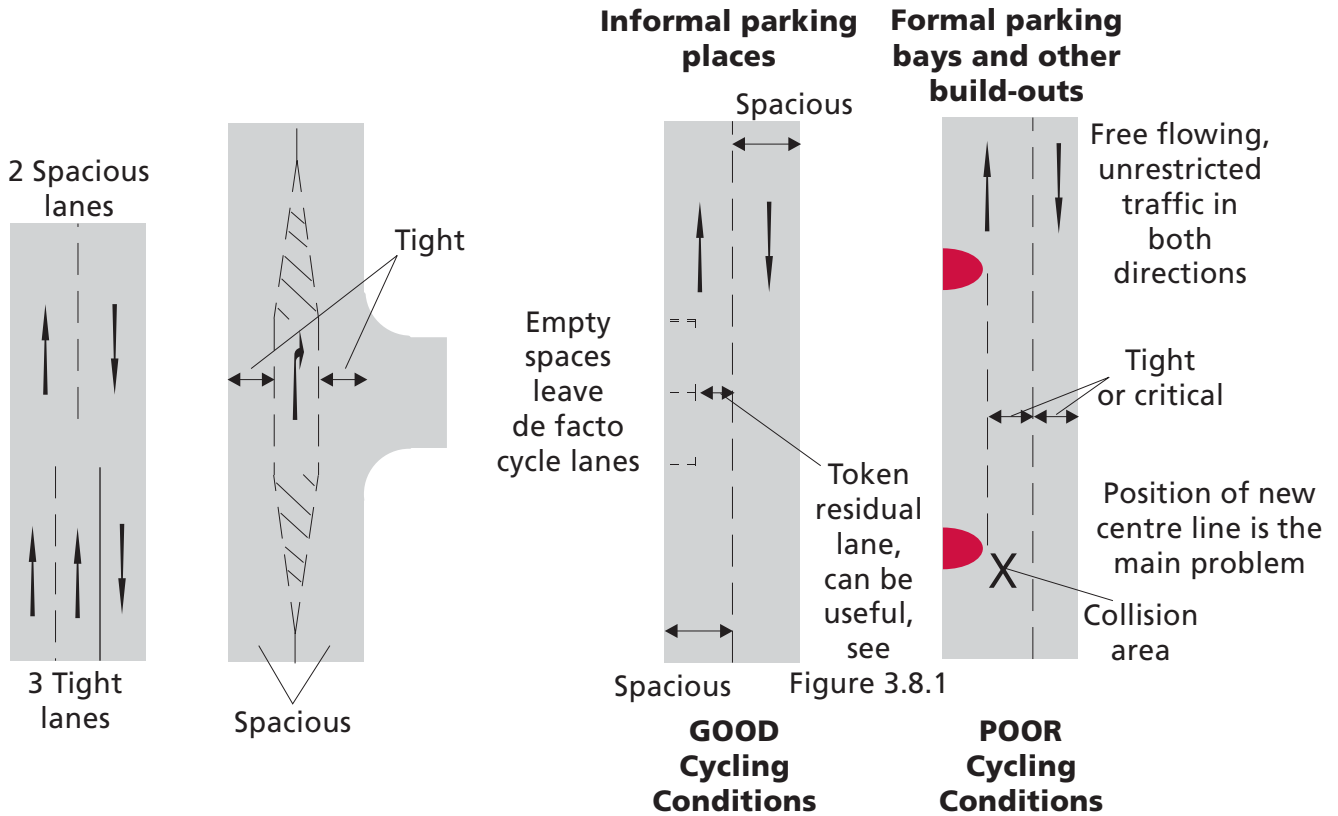 2 Spacious
lanes
3 Tight
lanes
Tight
Spacious
Informal parking
places
Spacious
Empty
spaces
leave
de facto
cycle lanes
Token
residual
lane,
can be
useful,
see
Figure 3.8.1
Spacious
GOOD
Cycling
Conditions
Formal parking
bays and other
build-outs
Free flowing,
unrestricted
traffic in
both
directions
Tight
or critical
Position of new
centre line is the
main problem
X
Collision
area
POOR
Cycling
Conditions